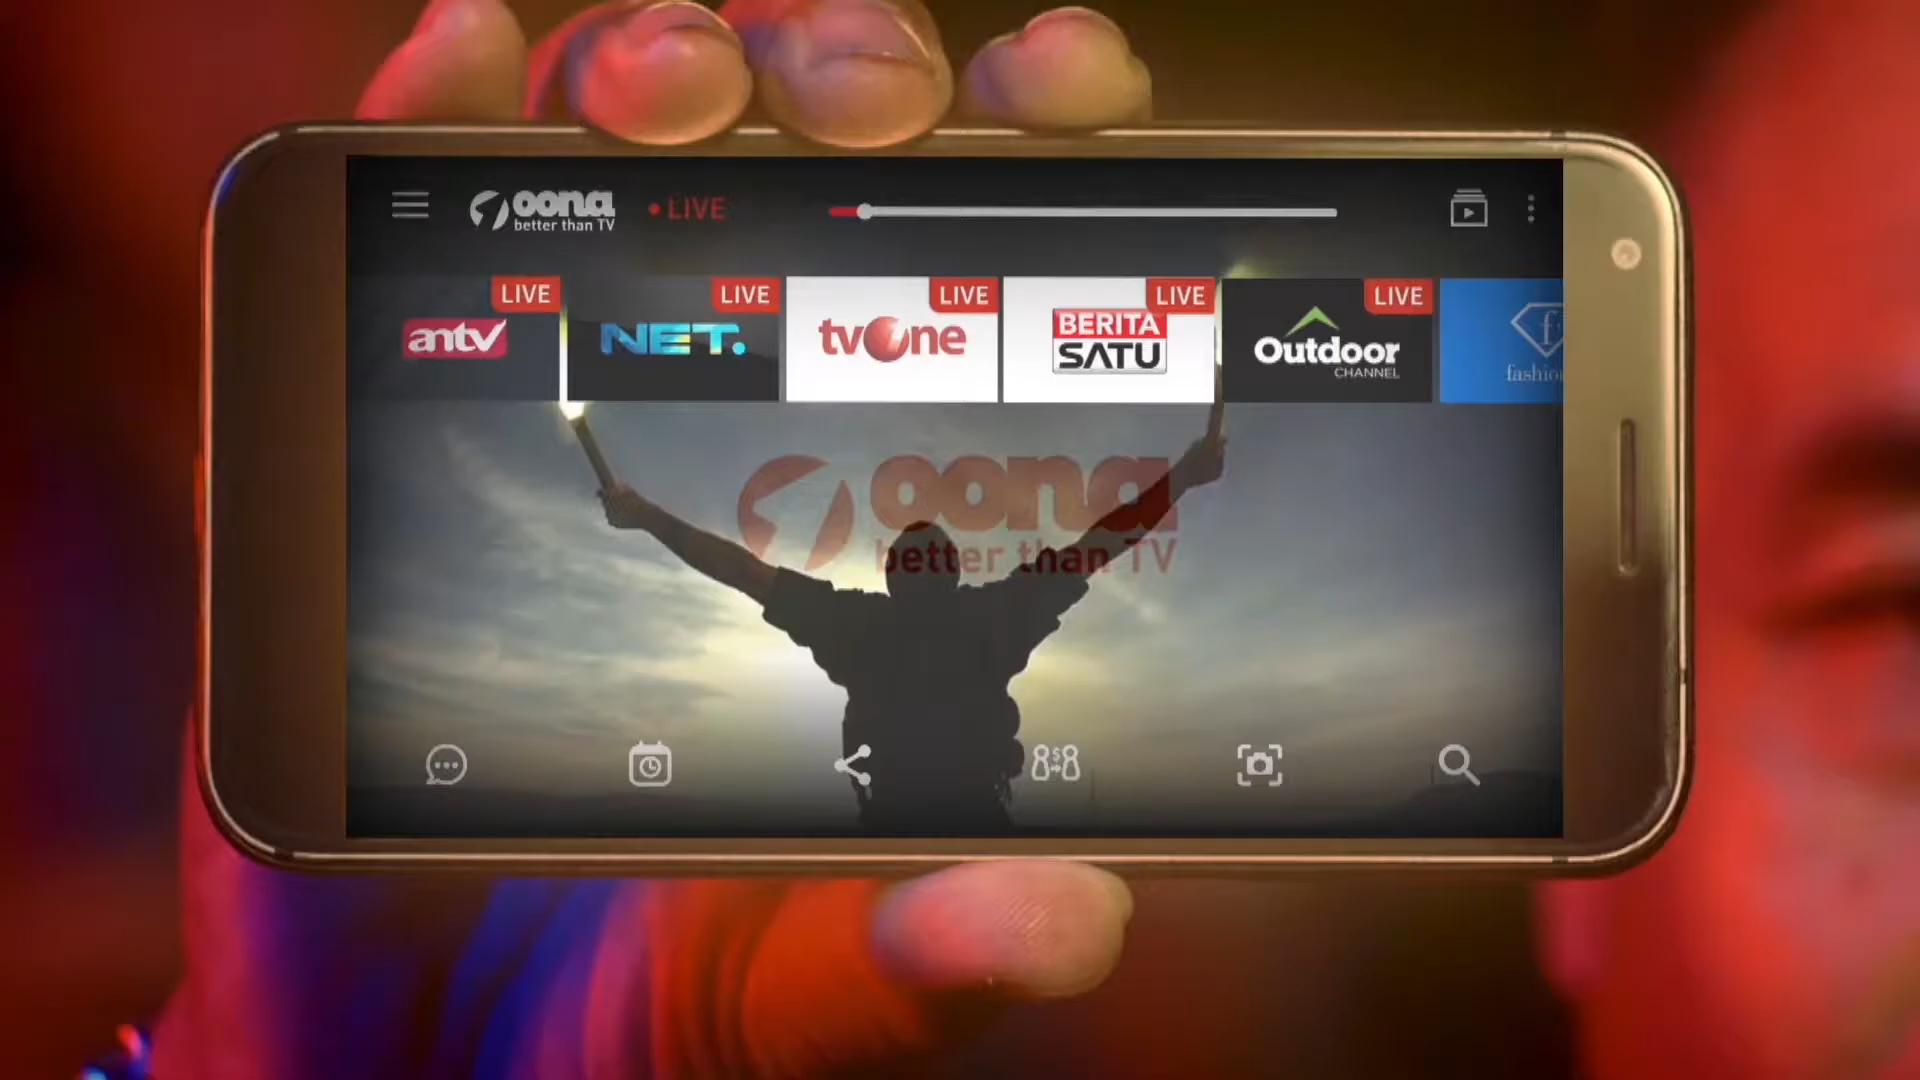 oona
better than TV
LIVE
LIVE
LIVE
LIVE
LIVE
LIVE
antv
NET.
tvOne
BERITA
SATU
Outdoor
CHANNEL
f
fashion
oona
better than TV